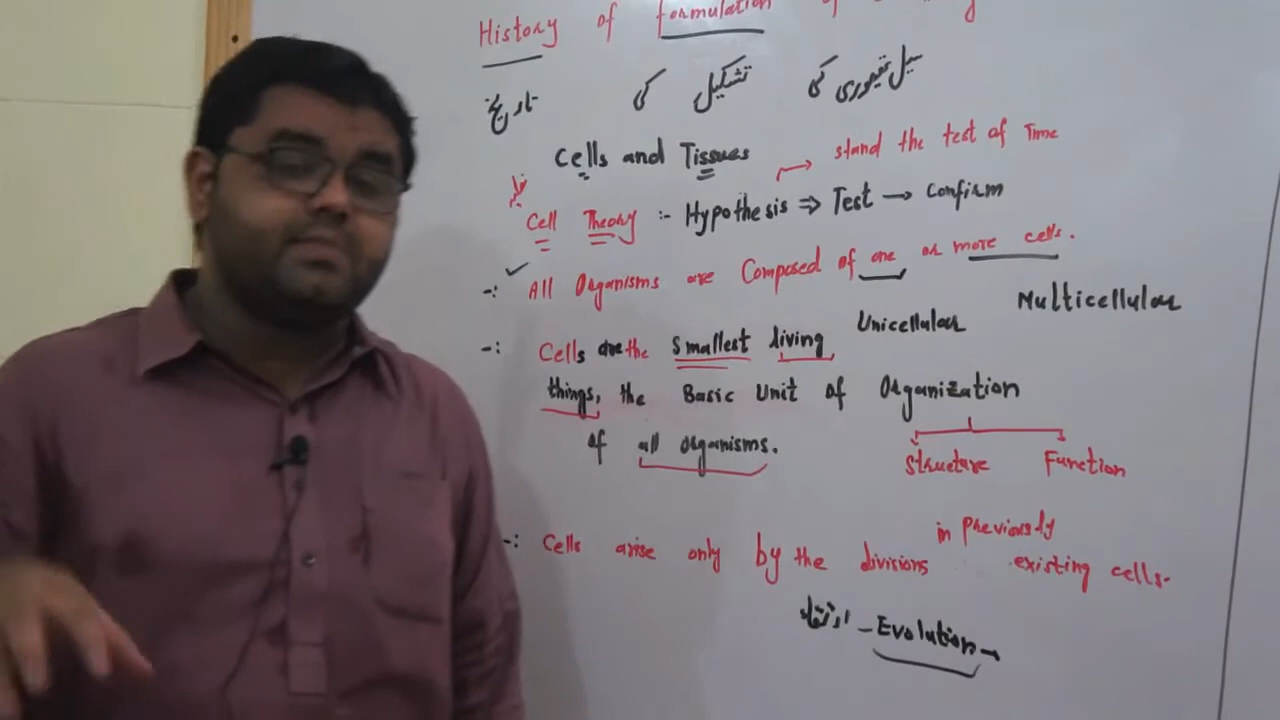 History of formulation of
تاریخ کی تشکیل کی سیل تھیوری
Cells and Tissues
stand the test of Time
Cell Theory :- Hypothesis ⇒ Test → Confirm
-: All Organisms are Composed of one or more cells.
Unicellular Multicellular
-: Cells are the Smallest living
things, the Basic Unit of Organization
of all organisms.
Structure Function
-: Cells arise only by the divisions in previously
existing cells.
ارتقاء - Evolution →